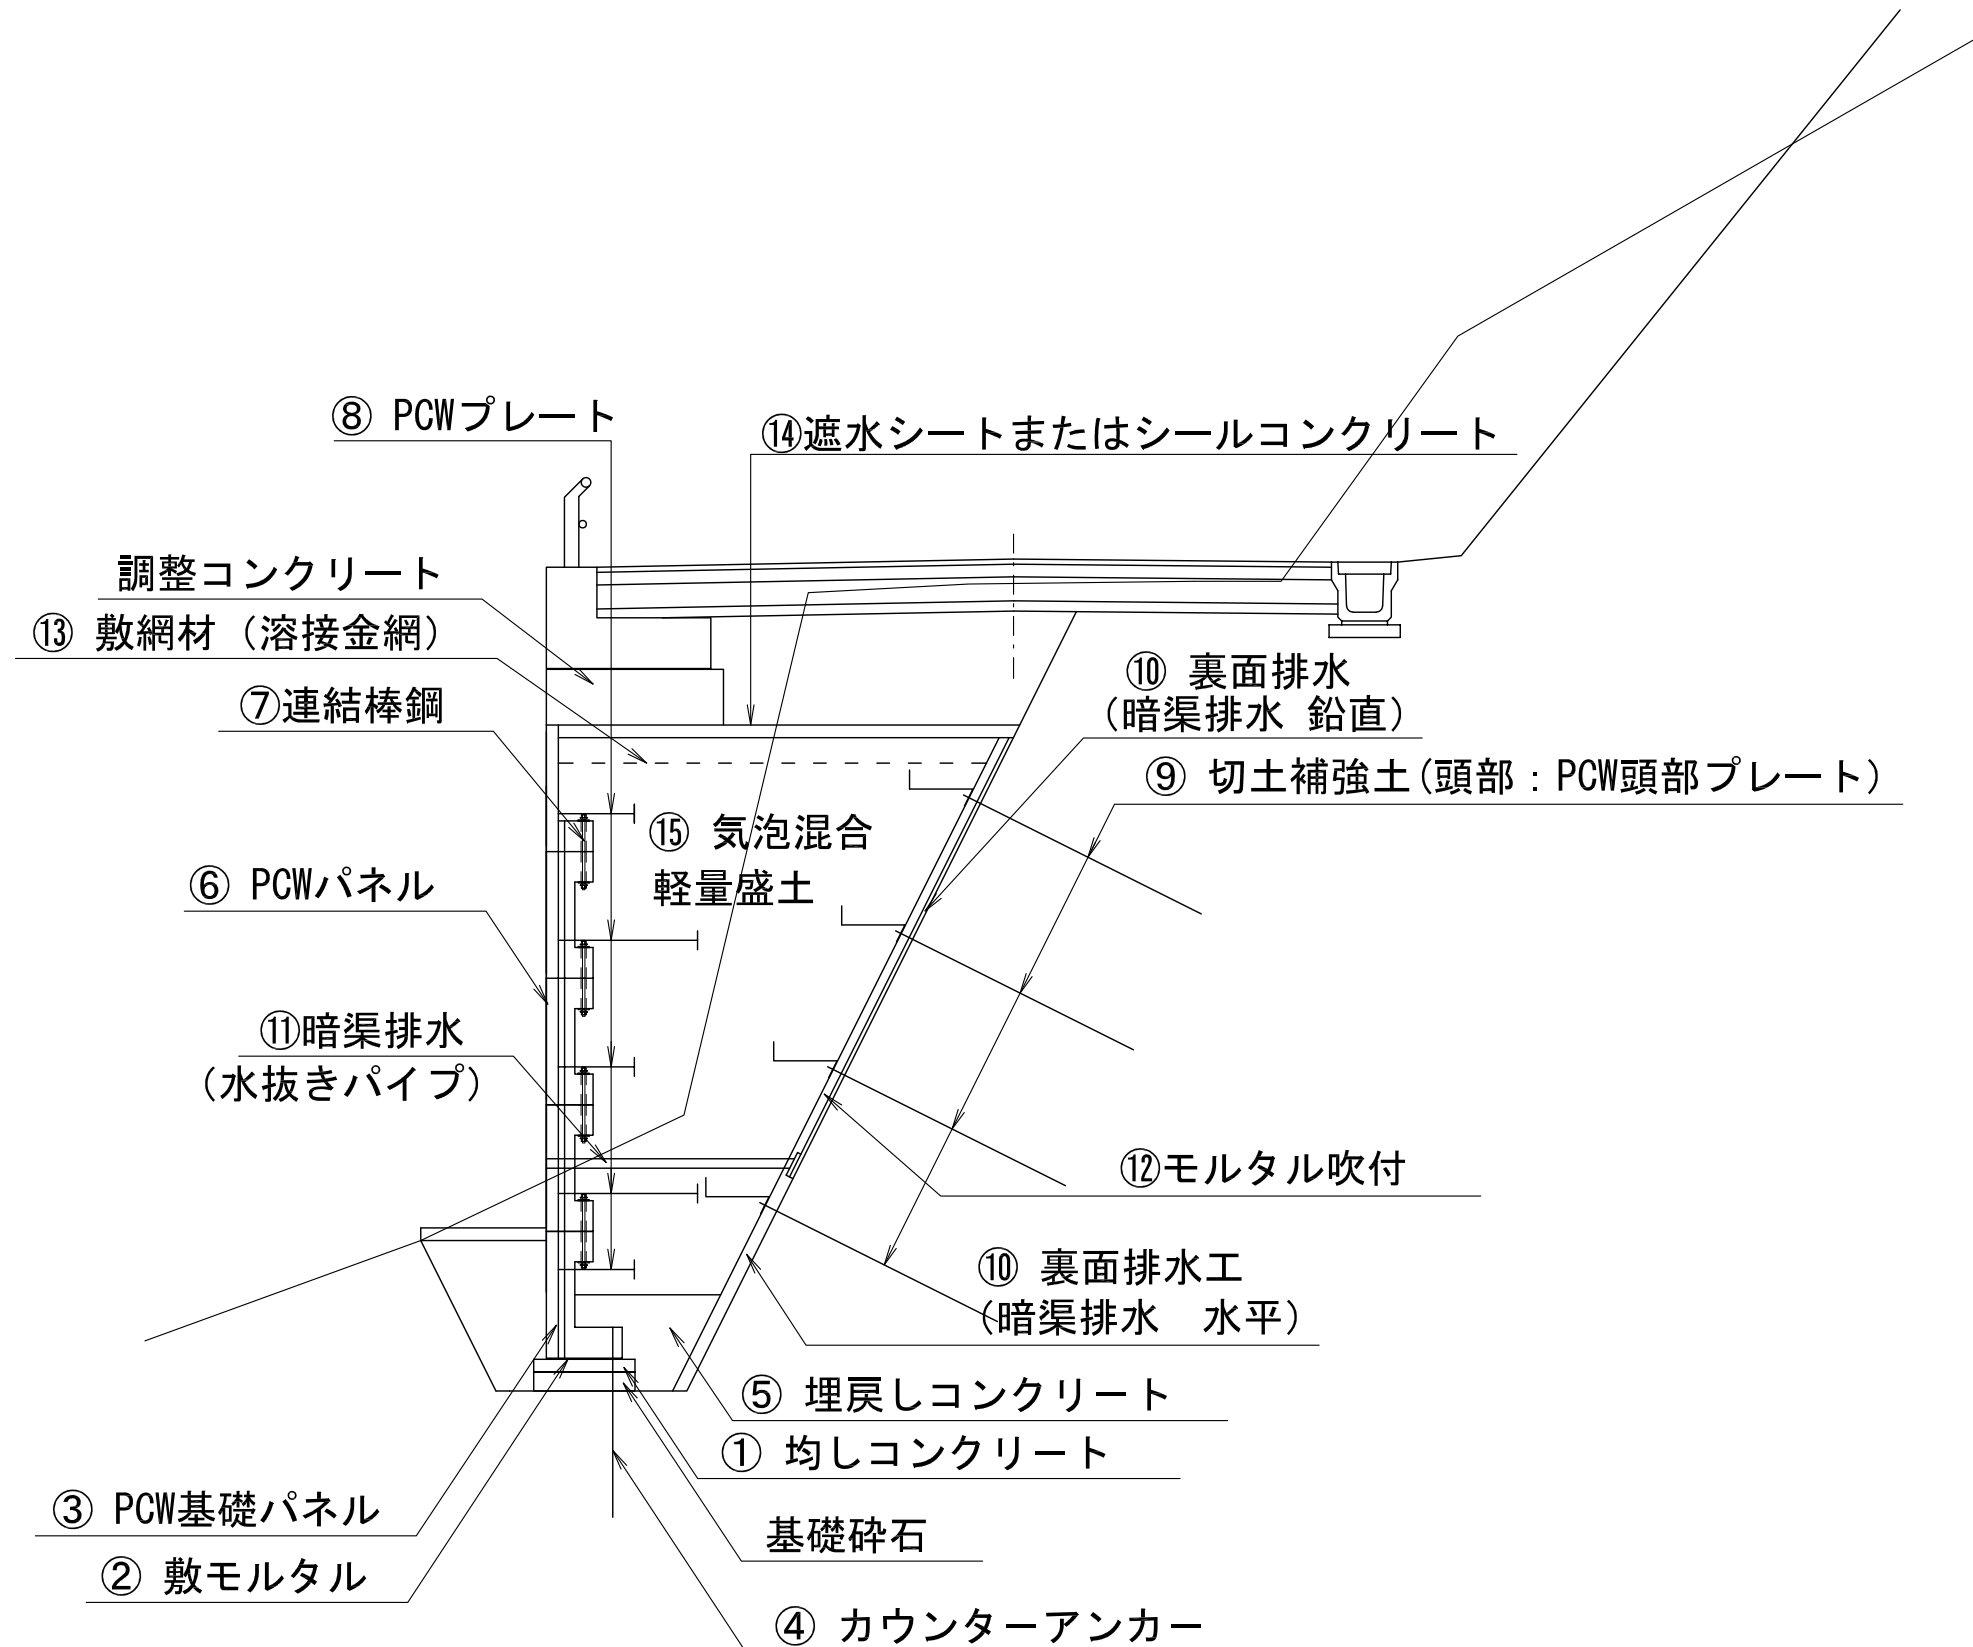 ⑧ PCWプレート
⑭遮水シートまたはシールコンクリート
調整コンクリート
⑬ 敷網材（溶接金網）
⑦連結棒鋼
⑩ 裏面排水
（暗渠排水 鉛直）
⑨ 切土補強土（頭部：PCW頭部プレート）
⑮ 気泡混合
軽量盛土
⑥ PCWパネル
⑪暗渠排水
（水抜きパイプ）
⑫モルタル吹付
⑩ 裏面排水工
（暗渠排水　水平）
⑤ 埋戻しコンクリート
① 均しコンクリート
③ PCW基礎パネル
基礎砕石
② 敷モルタル
④ カウンターアンカー